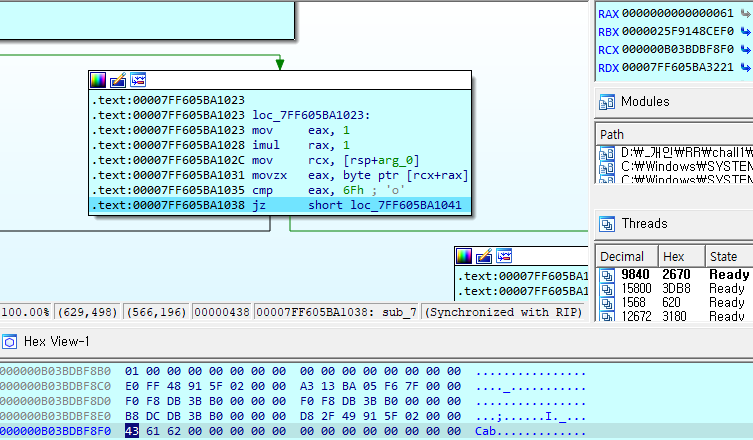 RAX 0000000000000061
RBX 0000025F9148CEF0
RCX 000000B03BDBF8F0
RDX 00007FF605BA3221
Modules
Path
D:\_개인\RR\chall1\
C:\Windows\SYSTEM
C:\Windows\SYSTEM
Threads
Decimal Hex State
9840 2670 Ready
15800 3DB8 Ready
1568 620 Ready
12672 3180 Ready
.text:00007FF605BA1023
.text:00007FF605BA1023 loc_7FF605BA1023:
.text:00007FF605BA1023 mov eax, 1
.text:00007FF605BA1028 imul rax, 1
.text:00007FF605BA102C mov rcx, [rsp+arg_0]
.text:00007FF605BA1031 movzx eax, byte ptr [rcx+rax]
.text:00007FF605BA1035 cmp eax, 6Fh ; 'o'
.text:00007FF605BA1038 jz short loc_7FF605BA1041
.text:00007FF605BA1
.text:00007FF605BA1
100.00% (629,498) (566,196) 00000438 00007FF605BA1038: sub_7 (Synchronized with RIP)
Hex View-1
000000B03BDBF8B0 01 00 00 00 00 00 00 00 00 00 00 00 00 00 00 00 ................
000000B03BDBF8C0 E0 FF 48 91 5F 02 00 00 A3 13 BA 05 F6 7F 00 00 ...._...........
000000B03BDBF8D0 F0 F8 DB 3B B0 00 00 00 F0 F8 DB 3B B0 00 00 00
000000B03BDBF8E0 B8 DC DB 3B B0 00 00 00 D8 2F 49 91 5F 02 00 00 ...;......I._...
000000B03BDBF8F0 43 61 62 00 00 00 00 00 00 00 00 00 00 00 00 00 Cab.............